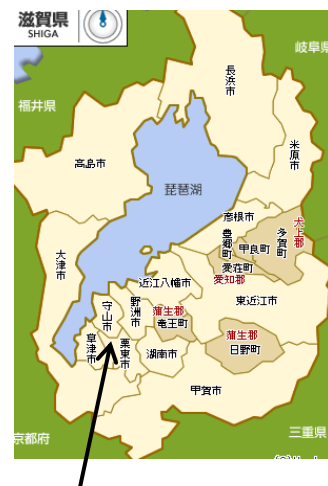 滋賀県
SHIGA
岐阜県
長浜市
福井県
米原市
高島市
琵琶湖
彦根市
犬上郡
多賀町
豊郷町
甲良町
大津市
愛荘町
愛知郡
近江八幡市
東近江市
守山市
野洲市
蒲生郡
竜王町
草津市
栗東市
湖南市
蒲生郡
日野町
甲賀市
三重県
京都府